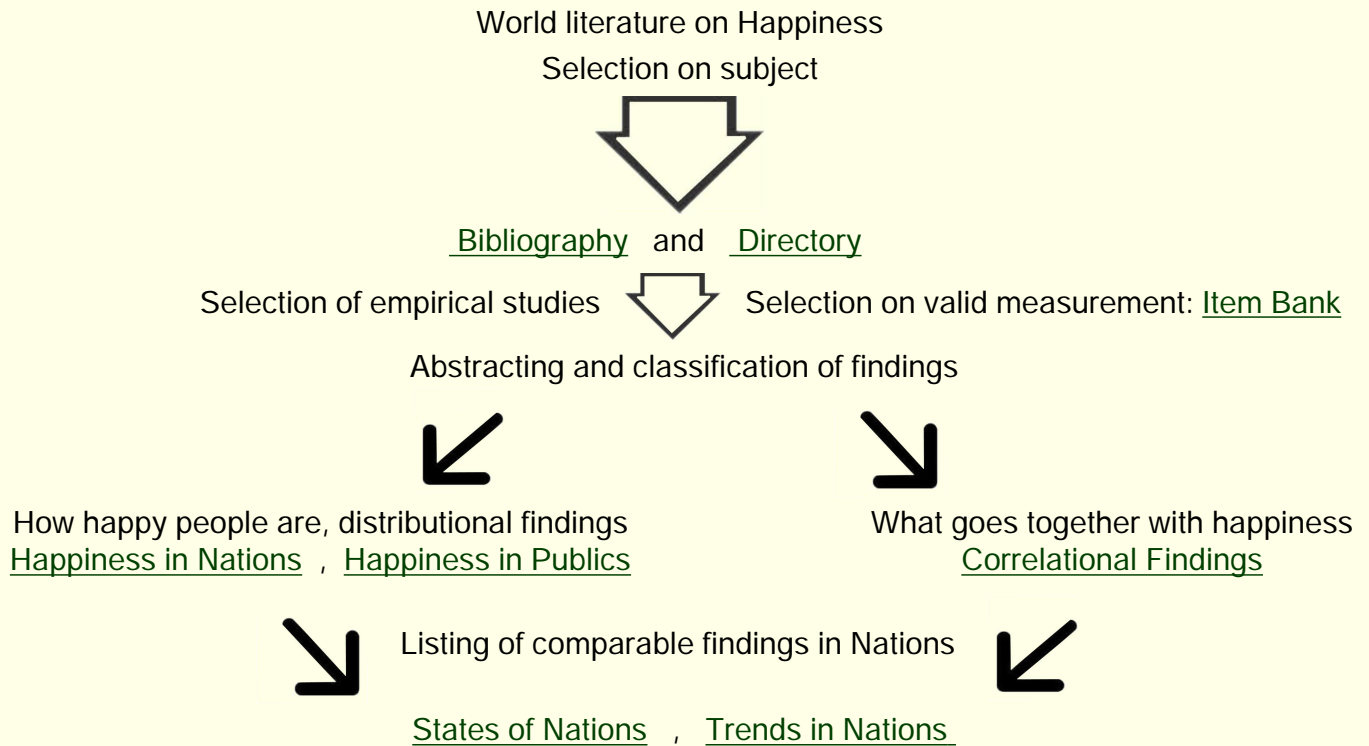 World literature on Happiness
Selection on subject
Bibliography and Directory
Selection of empirical studies Selection on valid measurement: Item Bank
Abstracting and classification of findings
How happy people are, distributional findings What goes together with happiness
Happiness in Nations , Happiness in Publics Correlational Findings
Listing of comparable findings in Nations
States of Nations , Trends in Nations